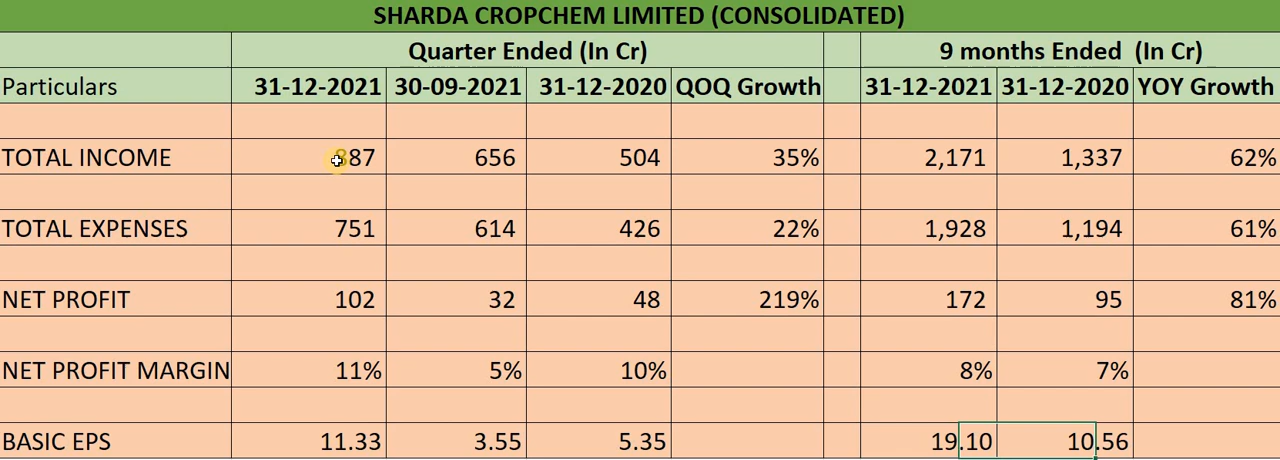 SHARDA CROPCHEM LIMITED (CONSOLIDATED)
Quarter Ended (In Cr) 9 months Ended (In Cr)
Particulars 31-12-2021 30-09-2021 31-12-2020 QOQ Growth 31-12-2021 31-12-2020 YOY Growth
TOTAL INCOME 887 656 504 35% 2,171 1,337 62%
TOTAL EXPENSES 751 614 426 22% 1,928 1,194 61%
NET PROFIT 102 32 48 219% 172 95 81%
NET PROFIT MARGIN 11% 5% 10% 8% 7%
BASIC EPS 11.33 3.55 5.35 19.10 10.56